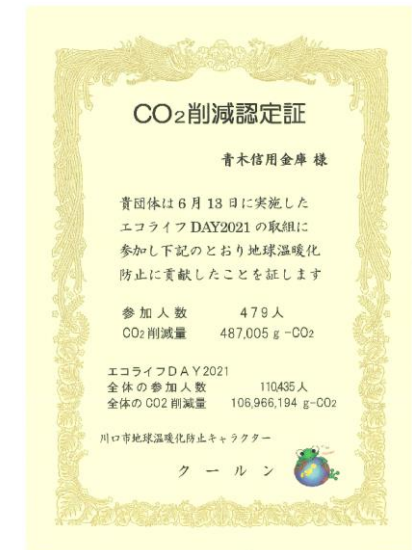 CO2削減認定証
青木信用金庫 様
貴団体は6月13日に実施した
エコライフDAY2021の取組に
参加し下記のとおり地球温暖化
防止に貢献したことを証します
参加人数 479人
CO2削減量 487,005 g-CO2
エコライフDAY2021
全体の参加人数 110,435人
全体のCO2削減量 106,966,194 g-CO2
川口市地球温暖化防止キャラクター
クールン